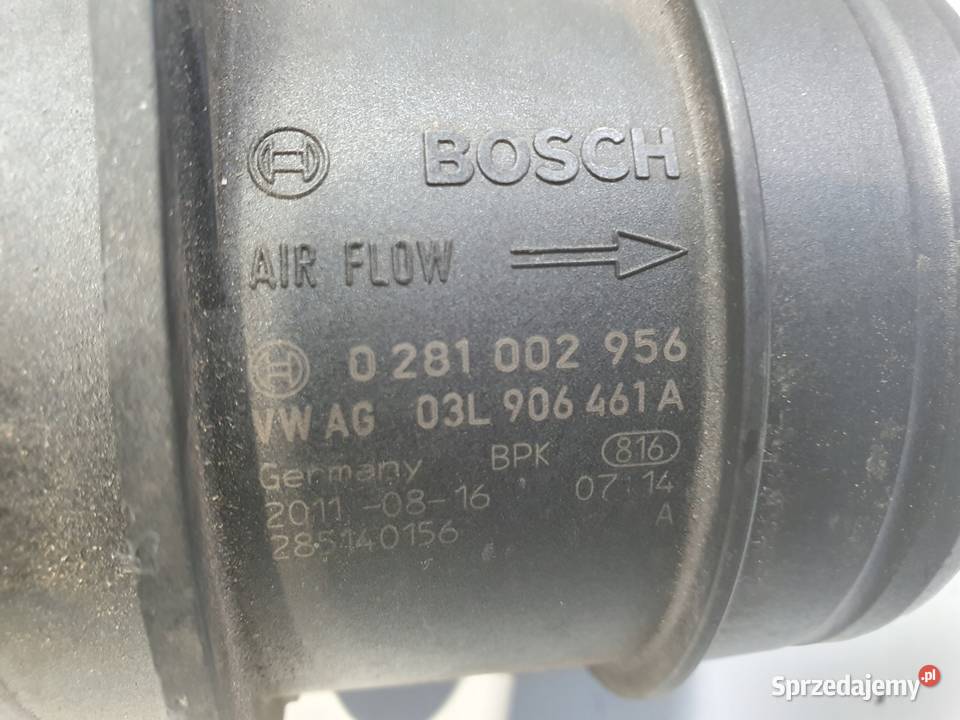 BOSCH
AIR FLOW
0 281 002 956
VW AG 03L 906 461 A
Germany BPK 816
2011-08-16 07:14
285140156 A
Sprzedajemy.pl